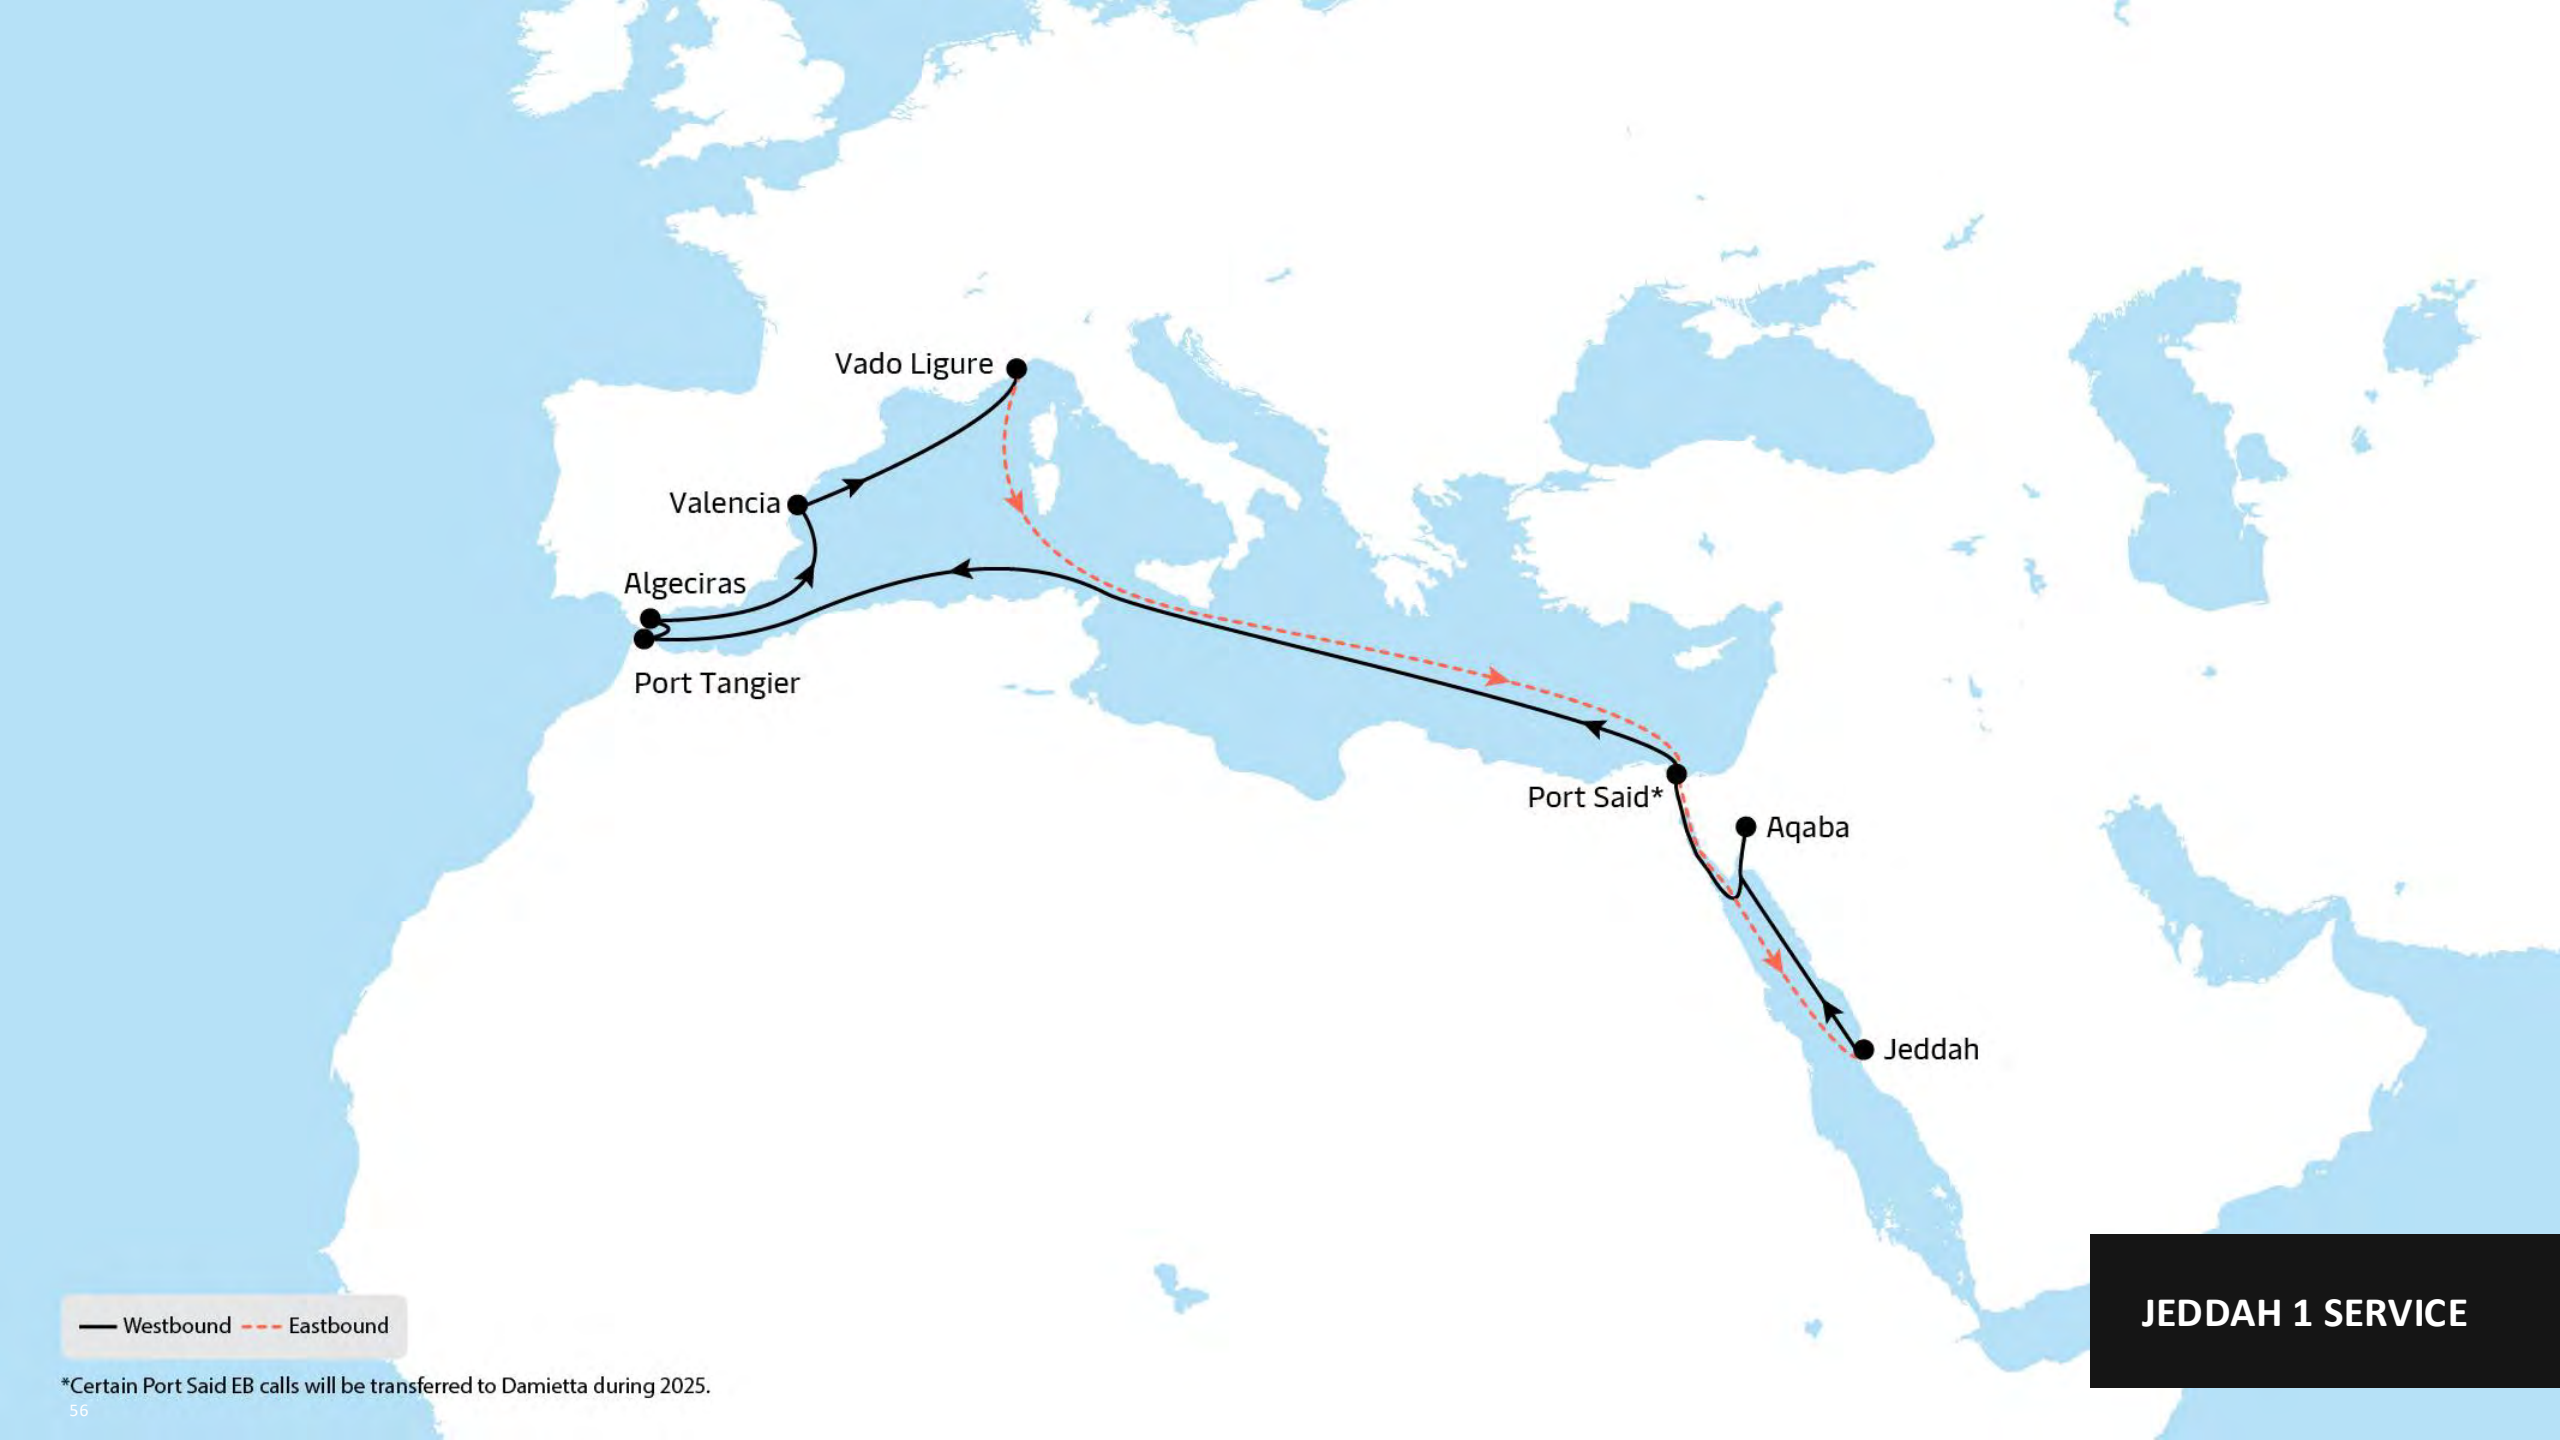 Vado Ligure
Valencia
Algeciras
Port Tangier
Port Said*
Aqaba
Jeddah
JEDDAH 1 SERVICE
Westbound Eastbound
*Certain Port Said EB calls will be transferred to Damietta during 2025.
56